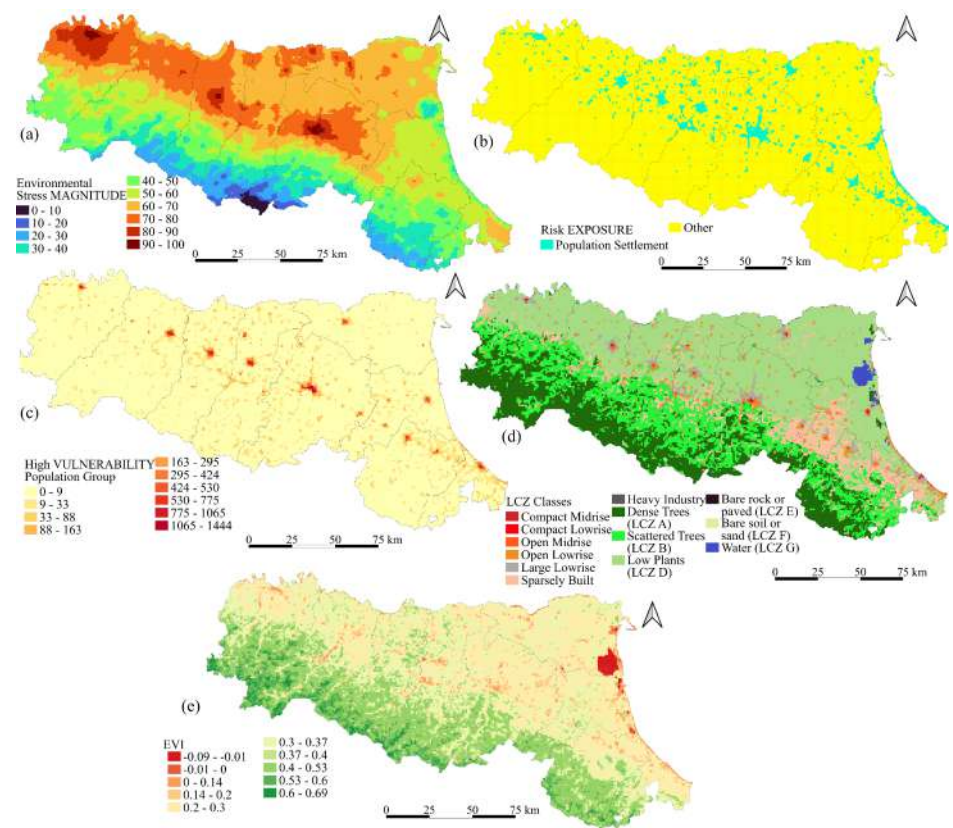 (a)
Environmental
Stress MAGNITUDE
0 - 10
10 - 20
20 - 30
30 - 40
40 - 50
50 - 60
60 - 70
70 - 80
80 - 90
90 - 100
0 25 50 75 km
(b)
Risk EXPOSURE
Population Settlement
Other
0 25 50 75 km
(c)
High VULNERABILITY
Population Group
0 - 9
9 - 33
33 - 88
88 - 163
163 - 295
295 - 424
424 - 530
530 - 775
775 - 1065
1065 - 1444
0 25 50 75 km
(d)
LCZ Classes
Compact Midrise
Compact Lowrise
Open Midrise
Open Lowrise
Large Lowrise
Sparsely Built
Heavy Industry
Dense Trees
(LCZ A)
Scattered Trees
(LCZ B)
Low Plants
(LCZ D)
Bare rock or
paved (LCZ E)
Bare soil or
sand (LCZ F)
Water (LCZ G)
0 25 50 75 km
(e)
EVI
-0.09 - -0.01
-0.01 - 0
0 - 0.14
0.14 - 0.2
0.2 - 0.3
0.3 - 0.37
0.37 - 0.4
0.4 - 0.53
0.53 - 0.6
0.6 - 0.69
0 25 50 75 km